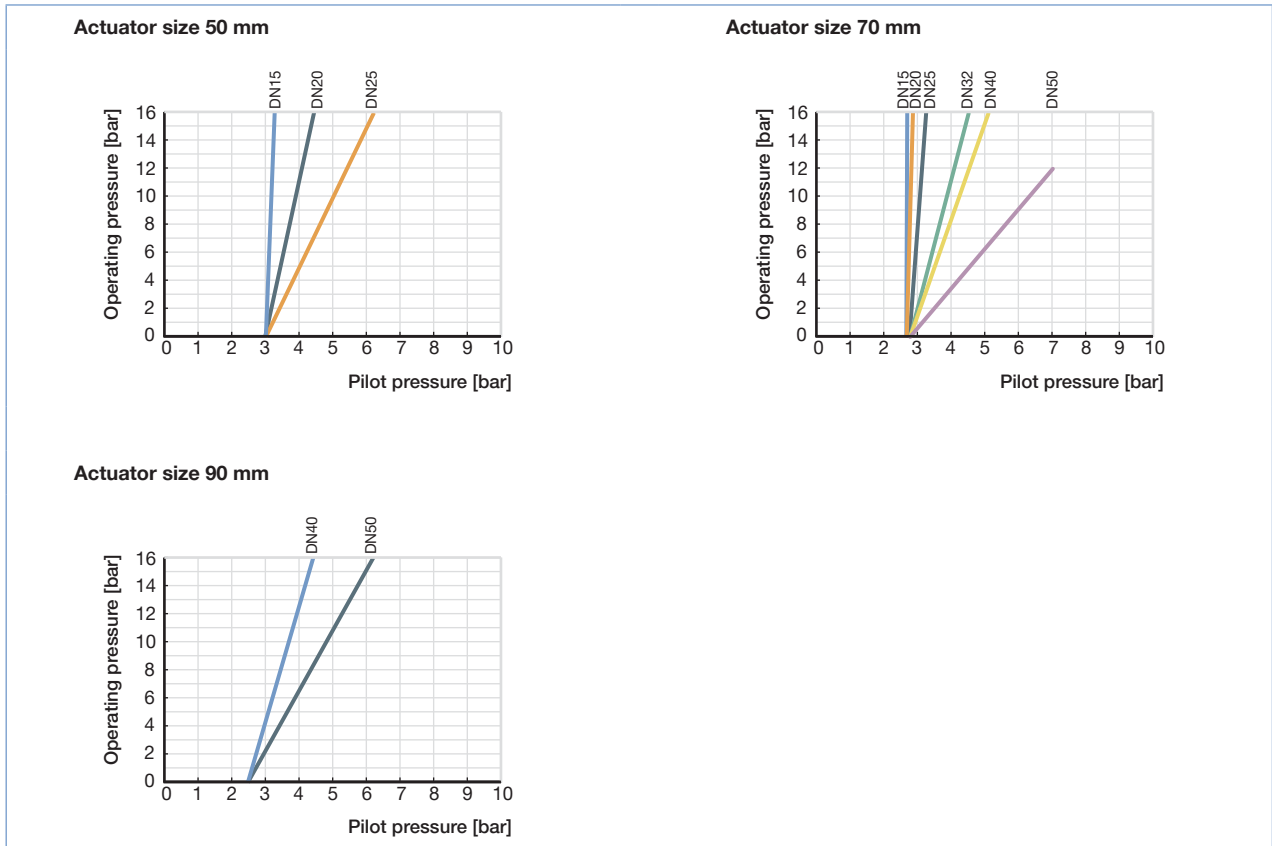 Actuator size 50 mm
DN15 DN20 DN25
Operating pressure [bar]
16
14
12
10
8
6
4
2
0
0 1 2 3 4 5 6 7 8 9 10
Pilot pressure [bar]
Actuator size 70 mm
DN15 DN20 DN25 DN32 DN40 DN50
Operating pressure [bar]
16
14
12
10
8
6
4
2
0
0 1 2 3 4 5 6 7 8 9 10
Pilot pressure [bar]
Actuator size 90 mm
DN40 DN50
Operating pressure [bar]
16
14
12
10
8
6
4
2
0
0 1 2 3 4 5 6 7 8 9 10
Pilot pressure [bar]